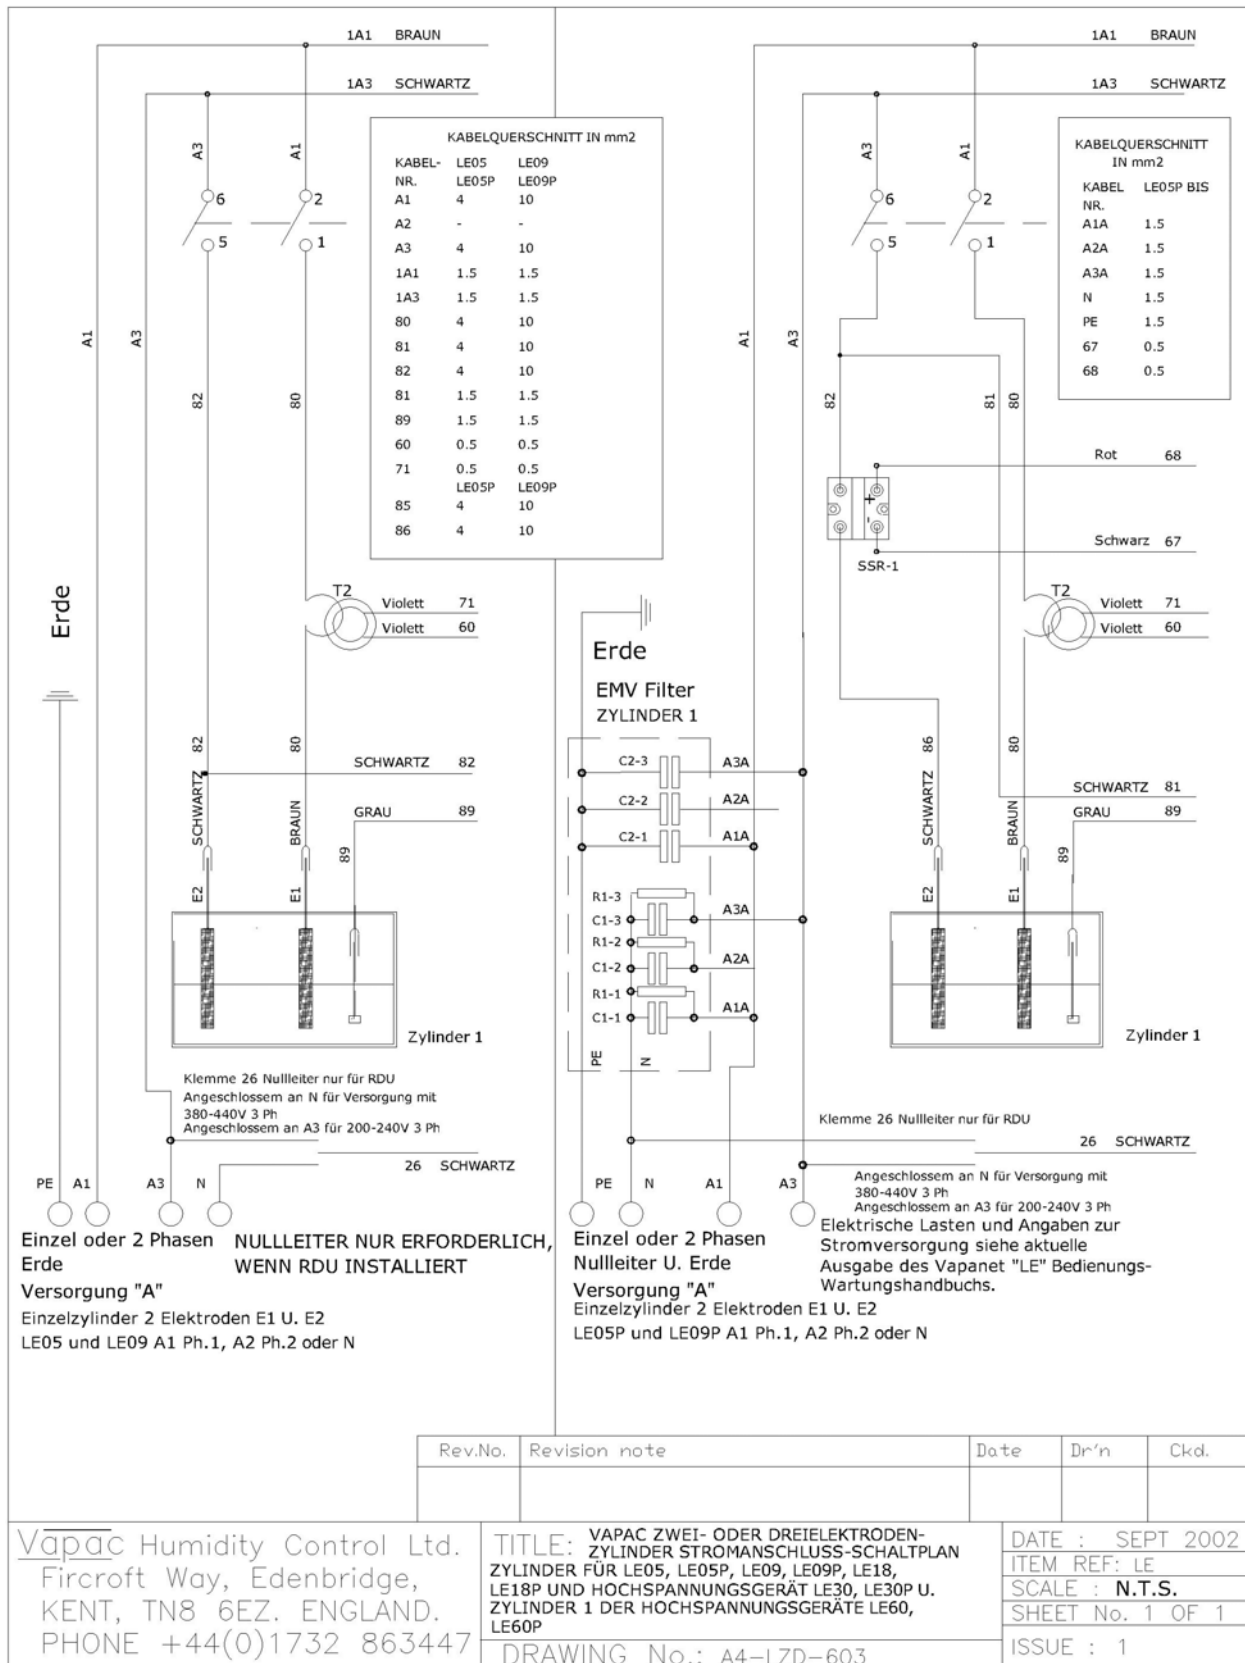 1A1 BRAUN
1A3 SCHWARTZ
A3
A1
6
2
5
1
A1
A3
82
80
KABELQUERSCHNITT IN mm2
KABEL- LE05 LE09
NR. LE05P LE09P
A1 4 10
A2 - -
A3 4 10
1A1 1.5 1.5
1A3 1.5 1.5
80 4 10
81 4 10
82 4 10
81 1.5 1.5
89 1.5 1.5
60 0.5 0.5
71 0.5 0.5
LE05P LE09P
85 4 10
86 4 10
T2
Violett 71
Violett 60
Erde
82
80
SCHWARTZ 82
SCHWARTZ
BRAUN
GRAU 89
89
E2
E1
Zylinder 1
Klemme 26 Nullleiter nur für RDU
Angeschlossem an N für Versorgung mit
380-440V 3 Ph
Angeschlossem an A3 für 200-240V 3 Ph
26 SCHWARTZ
PE A1 A3 N
Einzel oder 2 Phasen
Erde
Versorgung "A"
Einzelzylinder 2 Elektroden E1 U. E2
LE05 und LE09 A1 Ph.1, A2 Ph.2 oder N
NULLLEITER NUR ERFORDERLICH,
WENN RDU INSTALLIERT
1A1 BRAUN
1A3 SCHWARTZ
A3
A1
6
2
5
1
A1
A3
82
81
80
KABELQUERSCHNITT
IN mm2
KABEL LE05P BIS
NR.
A1A 1.5
A2A 1.5
A3A 1.5
N 1.5
PE 1.5
67 0.5
68 0.5
Rot 68
+
-
Schwarz 67
SSR-1
T2
Violett 71
Violett 60
Erde
EMV Filter
ZYLINDER 1
C2-3 A3A
C2-2 A2A
C2-1 A1A
R1-3
C1-3 A3A
R1-2
C1-2 A2A
R1-1
C1-1 A1A
PE
N
86
80
SCHWARTZ 81
SCHWARTZ
BRAUN
GRAU 89
89
E2
E1
Zylinder 1
Klemme 26 Nullleiter nur für RDU
26 SCHWARTZ
Angeschlossem an N für Versorgung mit
380-440V 3 Ph
Angeschlossem an A3 für 200-240V 3 Ph
PE N A1 A3
Einzel oder 2 Phasen
Nullleiter U. Erde
Versorgung "A"
Einzelzylinder 2 Elektroden E1 U. E2
LE05P und LE09P A1 Ph.1, A2 Ph.2 oder N
Elektrische Lasten und Angaben zur
Stromversorgung siehe aktuelle
Ausgabe des Vapanet "LE" Bedienungs-
Wartungshandbuchs.
Rev.No. Revision note Date Dr'n Ckd.
Vapac Humidity Control Ltd.
Fircroft Way, Edenbridge,
KENT, TN8 6EZ. ENGLAND.
PHONE +44(0)1732 863447
TITLE: VAPAC ZWEI- ODER DREIELEKTRODEN-
ZYLINDER STROMANSCHLUSS-SCHALTPLAN
ZYLINDER FÜR LE05, LE05P, LE09, LE09P, LE18,
LE18P UND HOCHSPANNUNGSGERÄT LE30, LE30P U.
ZYLINDER 1 DER HOCHSPANNUNGSGERÄTE LE60,
LE60P
DRAWING No.: A4-LZD-603
DATE : SEPT 2002
ITEM REF: LE
SCALE : N.T.S.
SHEET No. 1 OF 1
ISSUE : 1